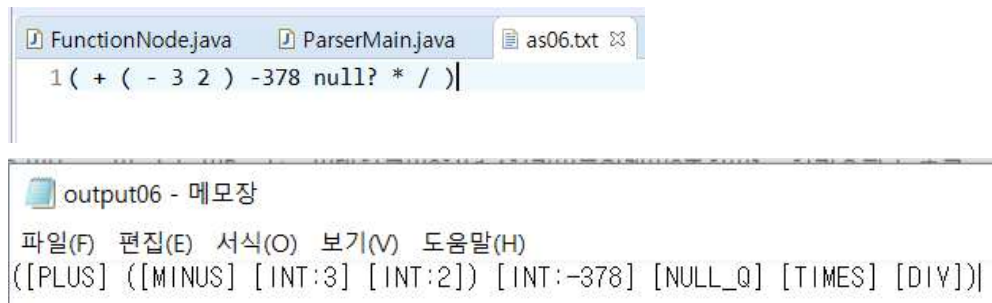 FunctionNode.java ParserMain.java as06.txt
1 ( + ( - 3 2 ) -378 null? * / )
output06 - 메모장
파일(F) 편집(E) 서식(O) 보기(V) 도움말(H)
([PLUS] ([MINUS] [INT:3] [INT:2]) [INT:-378] [NULL_Q] [TIMES] [DIV])